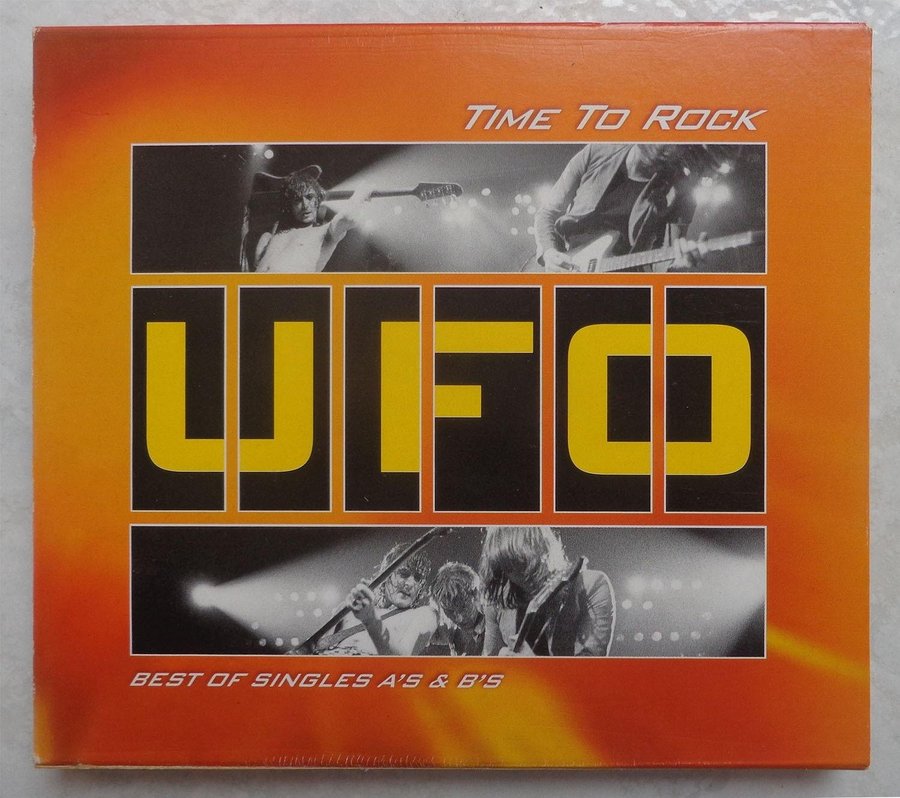 TIME TO ROCK
UFO
BEST OF SINGLES A'S & B'S